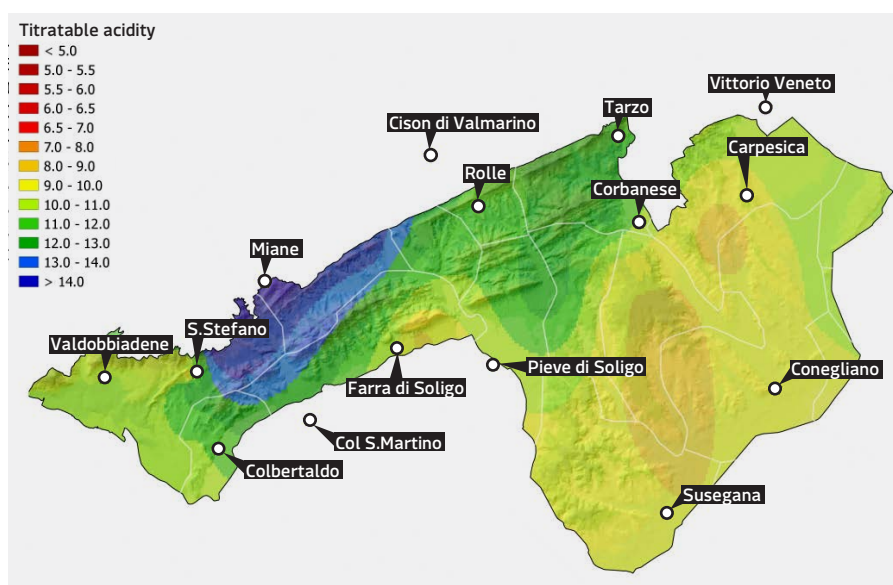 Titratable acidity
< 5.0
5.0 - 5.5
5.5 - 6.0
6.0 - 6.5
6.5 - 7.0
7.0 - 8.0
8.0 - 9.0
9.0 - 10.0
10.0 - 11.0
11.0 - 12.0
12.0 - 13.0
13.0 - 14.0
> 14.0
Vittorio Veneto
Tarzo
Cison di Valmarino
Carpesica
Rolle
Corbanese
Miane
S.Stefano
Valdobbiadene
Pieve di Soligo
Conegliano
Farra di Soligo
Col S.Martino
Colbertaldo
Susegana